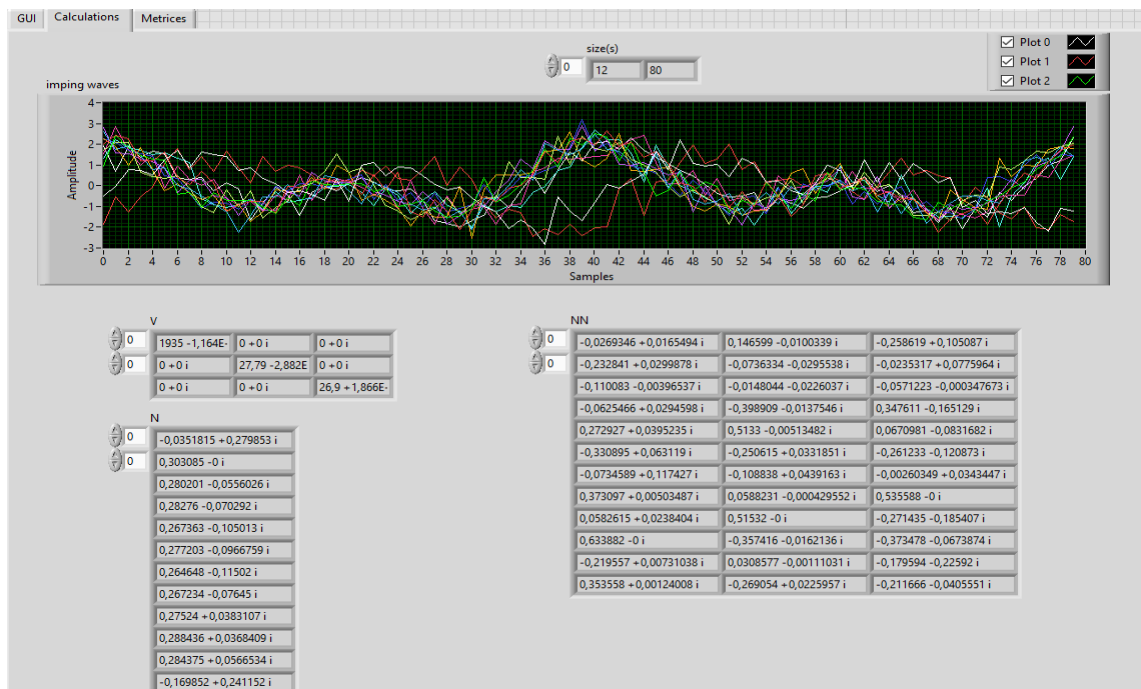 GUI Calculations Metrices
size(s)
0 12 80
Plot 0
Plot 1
Plot 2
imping waves
Amplitude
4
3
2
1
0
-1
-2
-3
0 2 4 6 8 10 12 14 16 18 20 22 24 26 28 30 32 34 36 38 40 42 44 46 48 50 52 54 56 58 60 62 64 66 68 70 72 74 76 78 80
Samples
V
0 1935 -1,164E- 0 +0 i 0 +0 i
0 0 +0 i 27,79 -2,882E 0 +0 i
0 +0 i 0 +0 i 26,9 +1,866E-
N
0 -0,0351815 +0,279853 i
0 0,303085 -0 i
0,280201 -0,0556026 i
0,28276 -0,070292 i
0,267363 -0,105013 i
0,277203 -0,0966759 i
0,264648 -0,11502 i
0,267234 -0,07645 i
0,27524 +0,0383107 i
0,288436 +0,0368409 i
0,284375 +0,0566534 i
-0,169852 +0,241152 i
NN
0 -0,0269346 +0,0165494 i 0,146599 -0,0100339 i -0,258619 +0,105087 i
0 -0,232841 +0,0299878 i -0,0736334 -0,0295538 i -0,0235317 +0,0775964 i
-0,110083 -0,00396537 i -0,0148044 -0,0226037 i -0,0571223 -0,000347673 i
-0,0625466 +0,0294598 i -0,398909 -0,0137546 i 0,347611 -0,165129 i
0,272927 +0,0395235 i 0,5133 -0,00513482 i 0,0670981 -0,0831682 i
-0,330895 +0,063119 i -0,250615 +0,0331851 i -0,261233 -0,120873 i
-0,0734589 +0,117427 i -0,108838 +0,0439163 i -0,00260349 +0,0343447 i
0,373097 +0,00503487 i 0,0588231 -0,000429552 i 0,535588 -0 i
0,0582615 +0,0238404 i 0,51532 -0 i -0,271435 -0,185407 i
0,633882 -0 i -0,357416 -0,0162136 i -0,373478 -0,0673874 i
-0,219557 +0,00731038 i 0,0308577 -0,00111031 i -0,179594 -0,22592 i
0,353558 +0,00124008 i -0,269054 +0,0225957 i -0,211666 -0,0405551 i